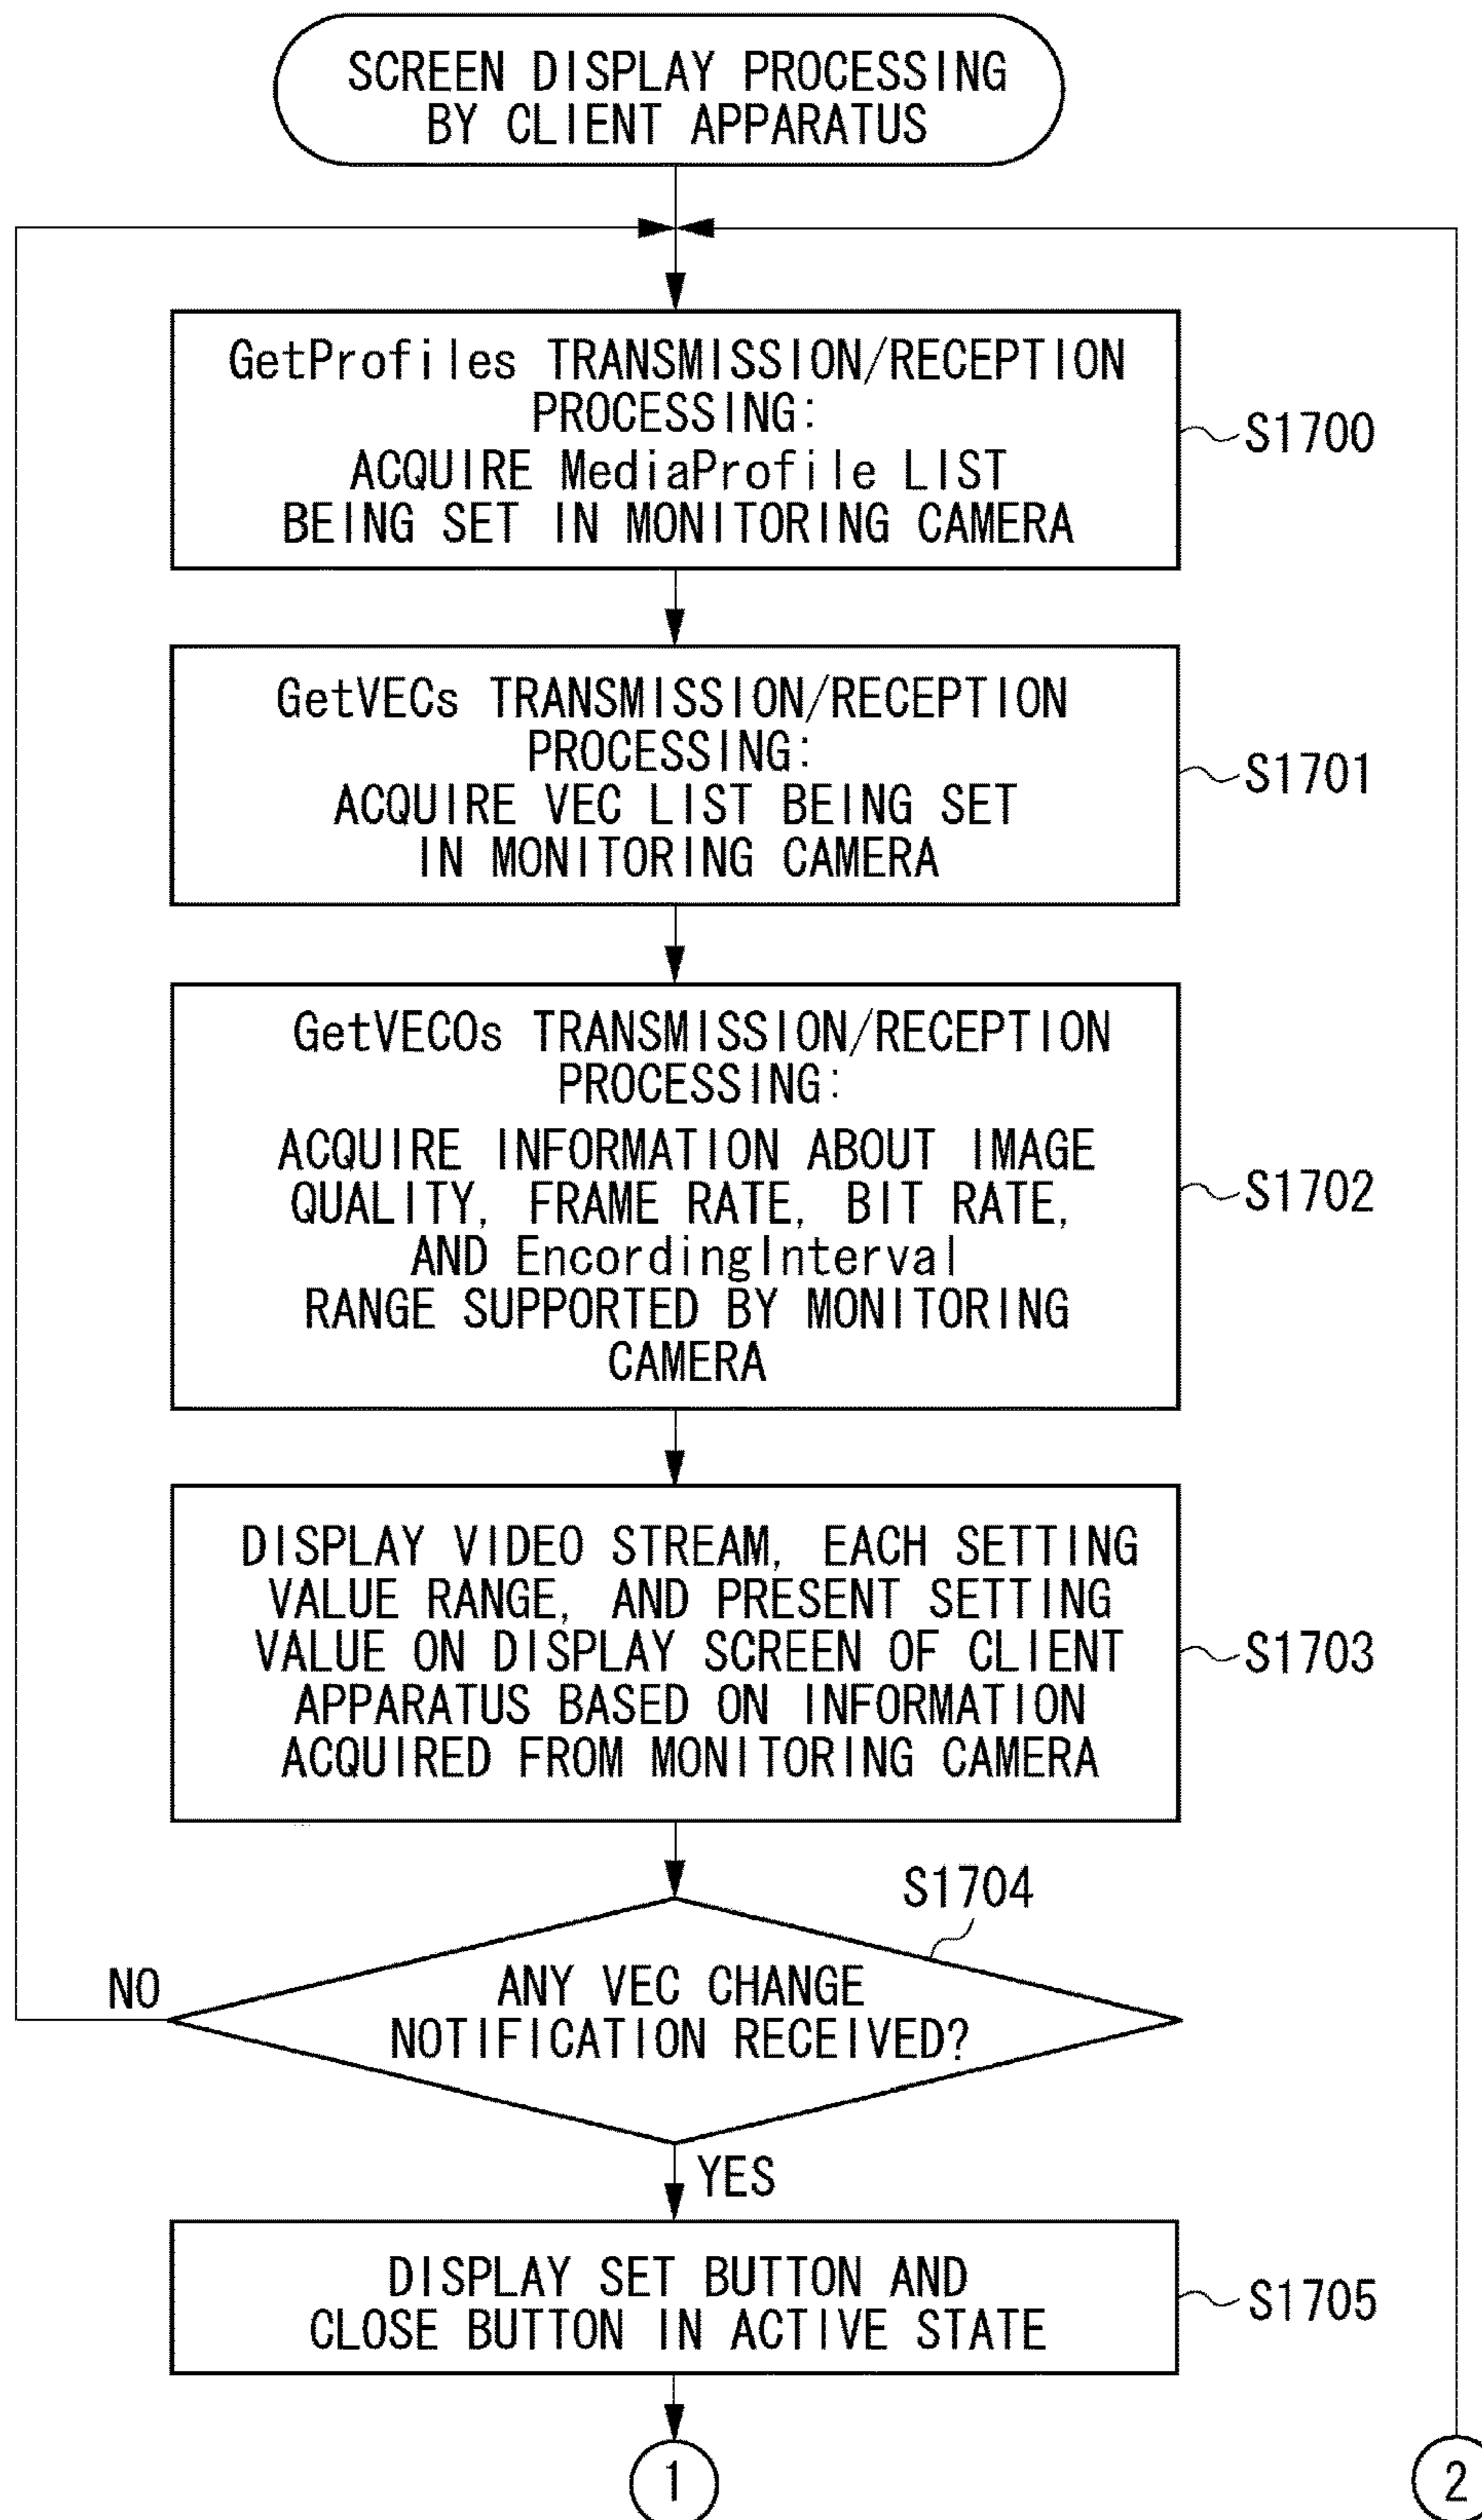 SCREEN DISPLAY PROCESSING
BY CLIENT APPARATUS
GetProfiles TRANSMISSION/RECEPTION
PROCESSING:
ACQUIRE MediaProfile LIST
BEING SET IN MONITORING CAMERA
S1700
GetVECs TRANSMISSION/RECEPTION
PROCESSING:
ACQUIRE VEC LIST BEING SET
IN MONITORING CAMERA
S1701
GetVECOs TRANSMISSION/RECEPTION
PROCESSING:
ACQUIRE INFORMATION ABOUT IMAGE
QUALITY, FRAME RATE, BIT RATE,
AND EncordingInterval
RANGE SUPPORTED BY MONITORING
CAMERA
S1702
DISPLAY VIDEO STREAM, EACH SETTING
VALUE RANGE, AND PRESENT SETTING
VALUE ON DISPLAY SCREEN OF CLIENT
APPARATUS BASED ON INFORMATION
ACQUIRED FROM MONITORING CAMERA
S1703
S1704
NO
ANY VEC CHANGE
NOTIFICATION RECEIVED?
YES
DISPLAY SET BUTTON AND
CLOSE BUTTON IN ACTIVE STATE
S1705
1
2